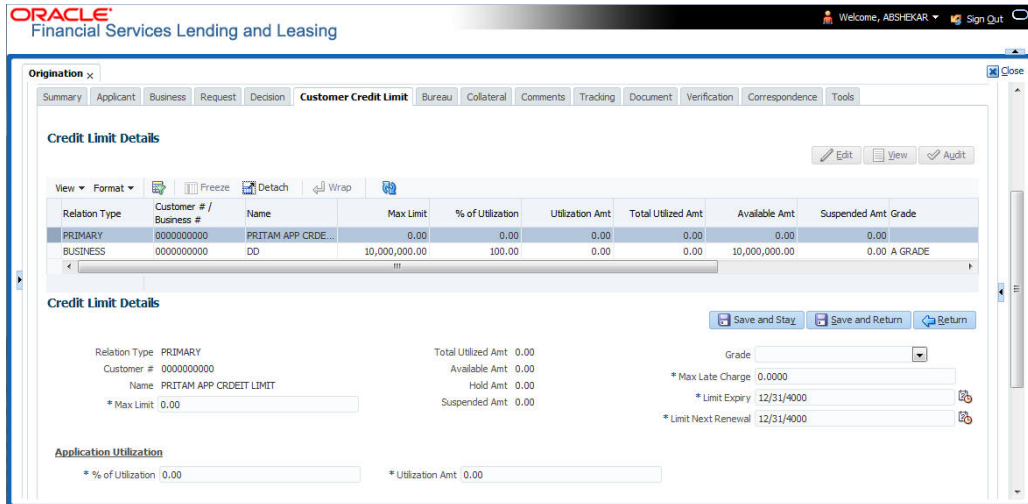 ORACLE
Financial Services Lending and Leasing
Welcome, ABSHEKAR Sign Out
Origination × Close
Summary Applicant Business Request Decision Customer Credit Limit Bureau Collateral Comments Tracking Document Verification Correspondence Tools
Credit Limit Details
Edit View Audit
View Format Freeze Detach Wrap
Relation Type Customer # / Business # Name Max Limit % of Utilization Utilization Amt Total Utilized Amt Available Amt Suspended Amt Grade
PRIMARY 0000000000 PRITAM APP CRDE... 0.00 0.00 0.00 0.00 0.00 0.00
BUSINESS 0000000000 DD 10,000,000.00 100.00 0.00 0.00 10,000,000.00 0.00 A GRADE
Credit Limit Details
Save and Stay Save and Return Return
Relation Type PRIMARY Total Utilized Amt 0.00 Grade
Customer # 0000000000 Available Amt 0.00 * Max Late Charge 0.0000
Name PRITAM APP CRDEIT LIMIT Hold Amt 0.00 * Limit Expiry 12/31/4000
* Max Limit 0.00 Suspended Amt 0.00 * Limit Next Renewal 12/31/4000
Application Utilization
* % of Utilization 0.00 * Utilization Amt 0.00